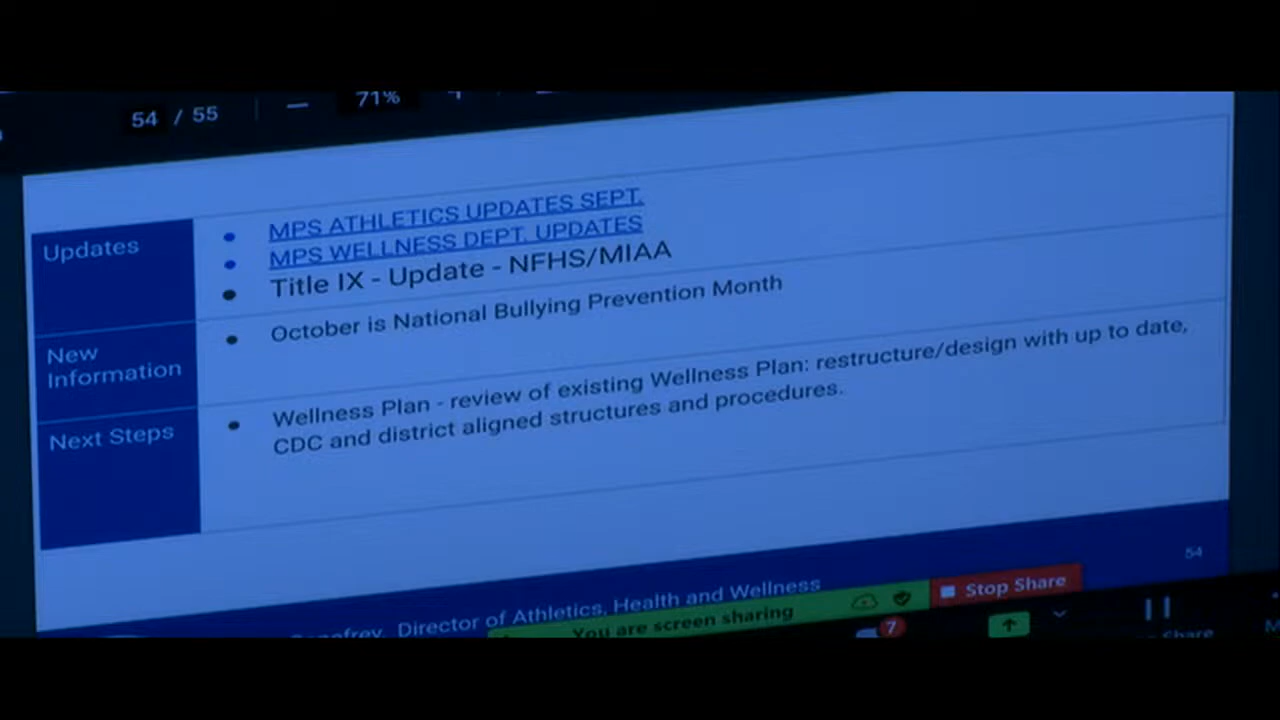 54 / 55
71%
Updates
MPS ATHLETICS UPDATES SEPT.
MPS WELLNESS DEPT. UPDATES
Title IX - Update - NFHS/MIAA
New
Information
October is National Bullying Prevention Month
Next Steps
Wellness Plan - review of existing Wellness Plan: restructure/design with up to date,
CDC and district aligned structures and procedures.
54
Director of Athletics, Health and Wellness
You are screen sharing
Stop Share
7
Share